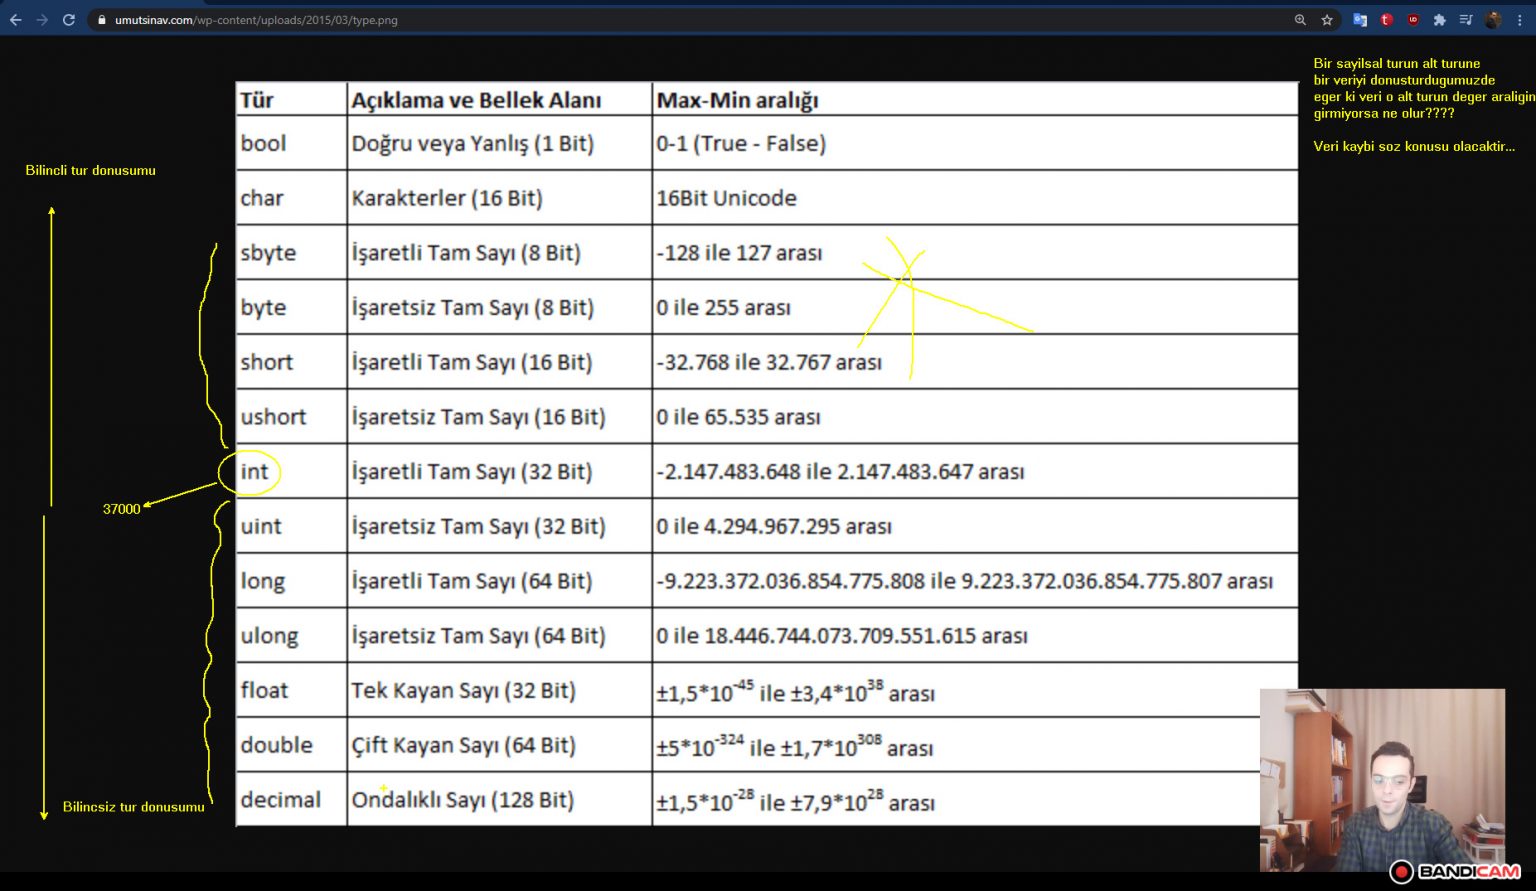 umutsinav.com/wp-content/uploads/2015/03/type.png
Bir sayilsal turun alt turune
bir veriyi donusturdugumuzde
eger ki veri o alt turun deger araligin
girmiyorsa ne olur????
Veri kaybi soz konusu olacaktir...
Bilincli tur donusumu
37000
Bilincsiz tur donusumu
Tür Açıklama ve Bellek Alanı Max-Min aralığı
bool Doğru veya Yanlış (1 Bit) 0-1 (True - False)
char Karakterler (16 Bit) 16Bit Unicode
sbyte İşaretli Tam Sayı (8 Bit) -128 ile 127 arası
byte İşaretsiz Tam Sayı (8 Bit) 0 ile 255 arası
short İşaretli Tam Sayı (16 Bit) -32.768 ile 32.767 arası
ushort İşaretsiz Tam Sayı (16 Bit) 0 ile 65.535 arası
int İşaretli Tam Sayı (32 Bit) -2.147.483.648 ile 2.147.483.647 arası
uint İşaretsiz Tam Sayı (32 Bit) 0 ile 4.294.967.295 arası
long İşaretli Tam Sayı (64 Bit) -9.223.372.036.854.775.808 ile 9.223.372.036.854.775.807 arası
ulong İşaretsiz Tam Sayı (64 Bit) 0 ile 18.446.744.073.709.551.615 arası
float Tek Kayan Sayı (32 Bit) ±1,5*10⁻⁴⁵ ile ±3,4*10³⁸ arası
double Çift Kayan Sayı (64 Bit) ±5*10⁻³²⁴ ile ±1,7*10³⁰⁸ arası
decimal Ondalıklı Sayı (128 Bit) ±1,5*10⁻²⁸ ile ±7,9*10²⁸ arası
BANDICAM